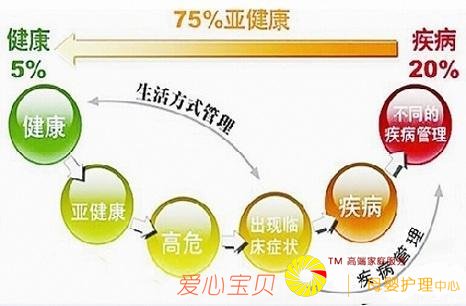 75%亚健康
健康
5%
疾病
20%
生活方式管理
健康
亚健康
高危
出现临
床症状
疾病
不同的
疾病管理
疾病管理
爱心宝贝
TM 高端家庭服务
母婴护理中心